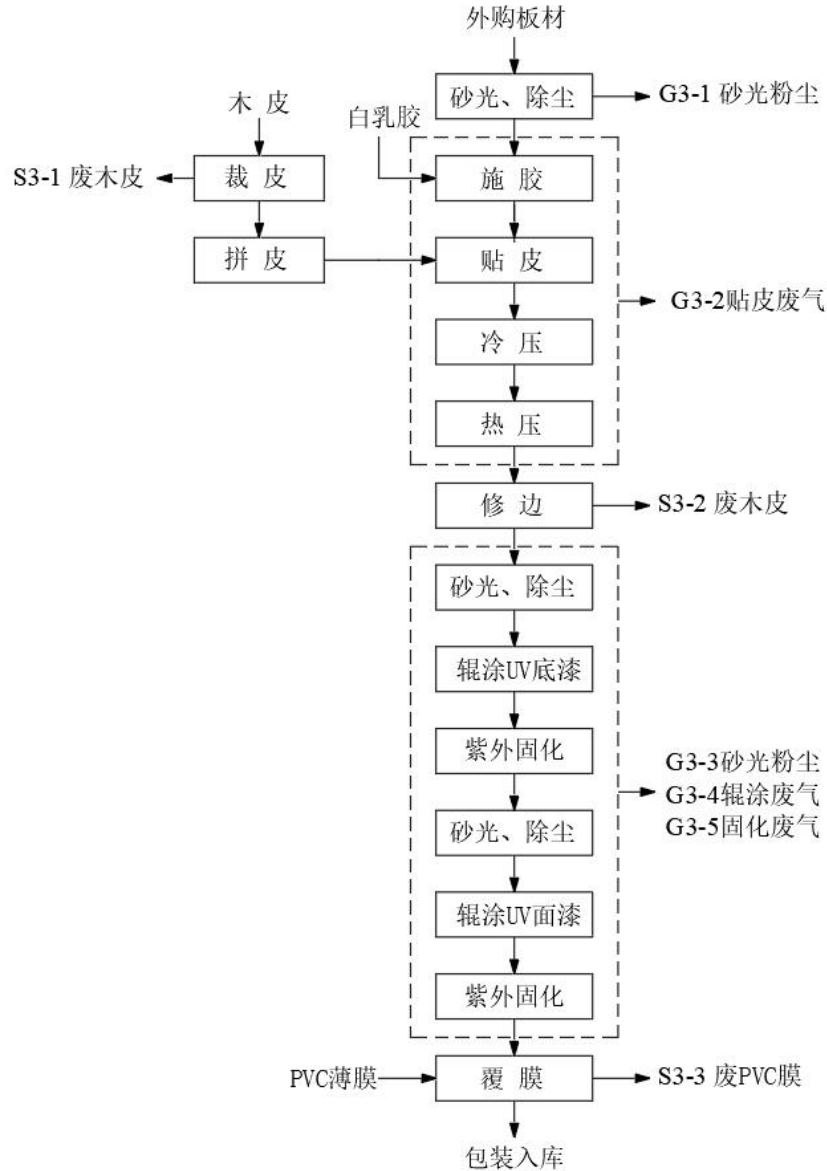 外购板材
砂光、除尘
G3-1 砂光粉尘
木 皮
白乳胶
S3-1 废木皮
裁 皮
施 胶
拼 皮
贴 皮
G3-2贴皮废气
冷 压
热 压
修 边
S3-2 废木皮
砂光、除尘
辊涂UV底漆
紫外固化
G3-3砂光粉尘
G3-4辊涂废气
G3-5固化废气
砂光、除尘
辊涂UV面漆
紫外固化
PVC薄膜
覆 膜
S3-3 废PVC膜
包装入库